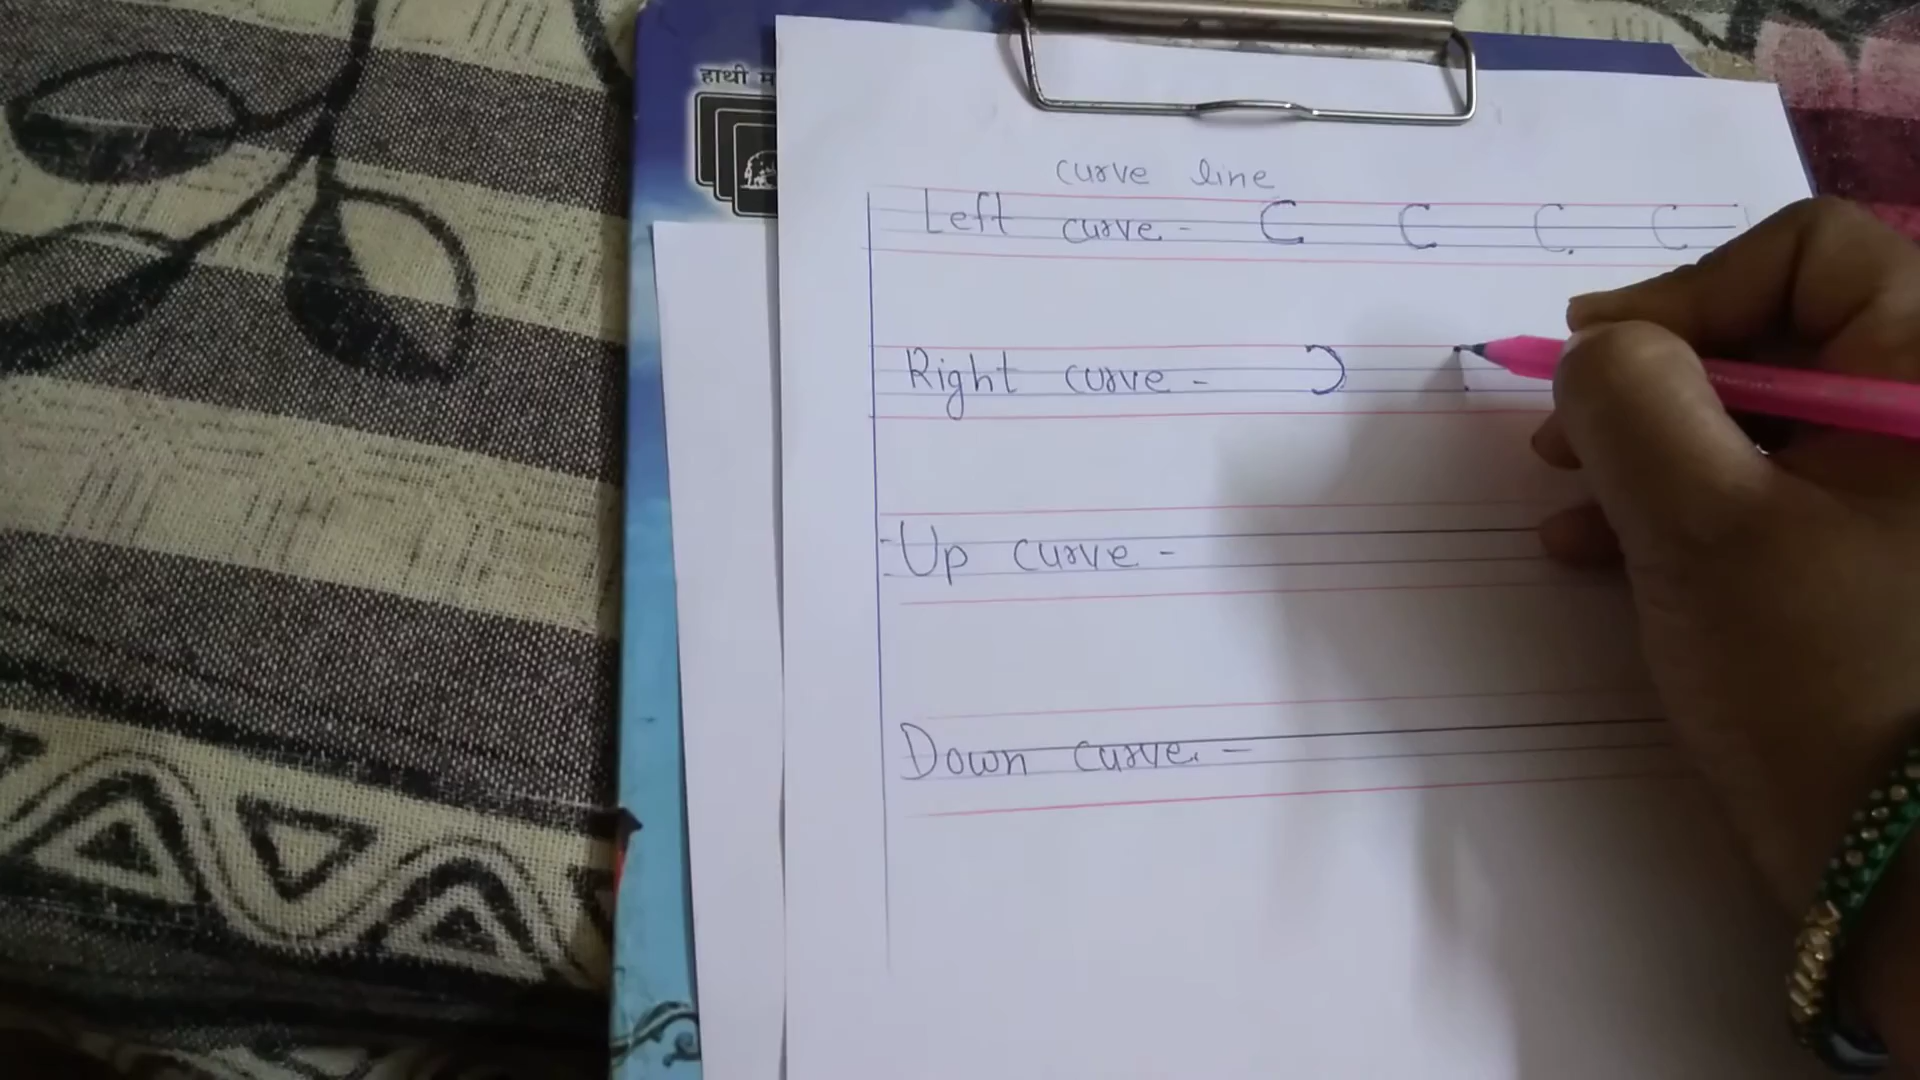 हाथी
curve line
Left curve - C C C C
Right curve -
Up curve -
Down curve -